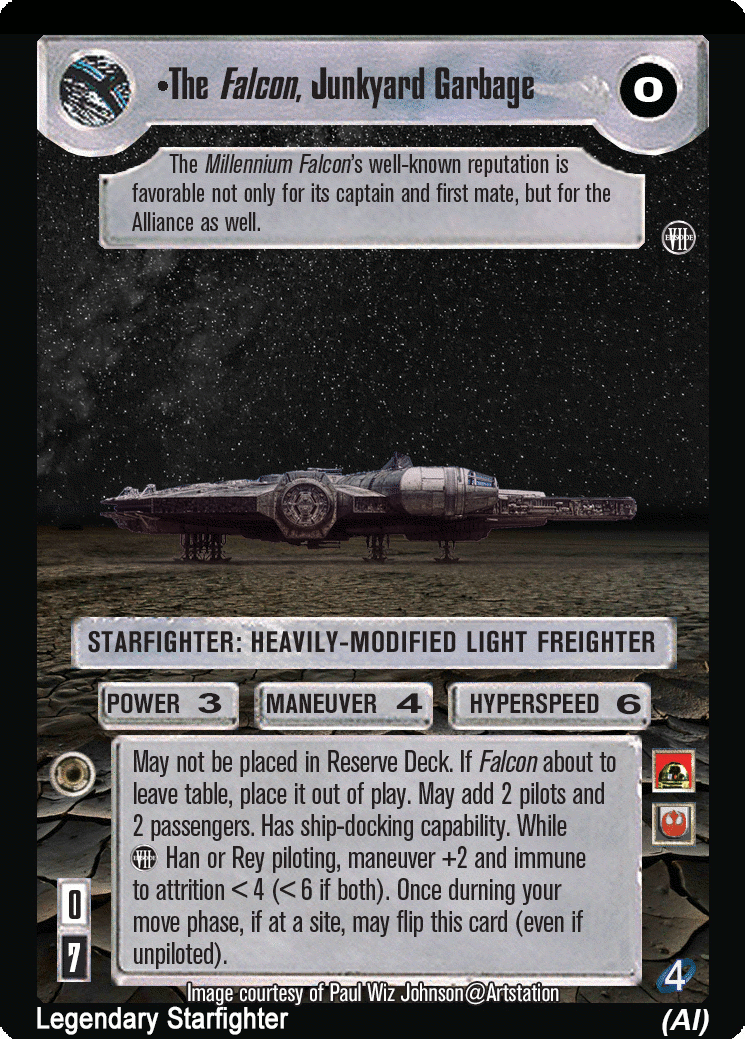 •The Falcon, Junkyard Garbage
0
The Millennium Falcon's well-known reputation is
favorable not only for its captain and first mate, but for the
Alliance as well.
EPISODE
VII
STARFIGHTER: HEAVILY-MODIFIED LIGHT FREIGHTER
POWER 3
MANEUVER 4
HYPERSPEED 6
May not be placed in Reserve Deck. If Falcon about to
leave table, place it out of play. May add 2 pilots and
2 passengers. Has ship-docking capability. While
EPISODE VII Han or Rey piloting, maneuver +2 and immune
to attrition < 4 (< 6 if both). Once durning your
move phase, if at a site, may flip this card (even if
unpiloted).
0
7
4
Image courtesy of Paul Wiz Johnson@Artstation
Legendary Starfighter
(AI)